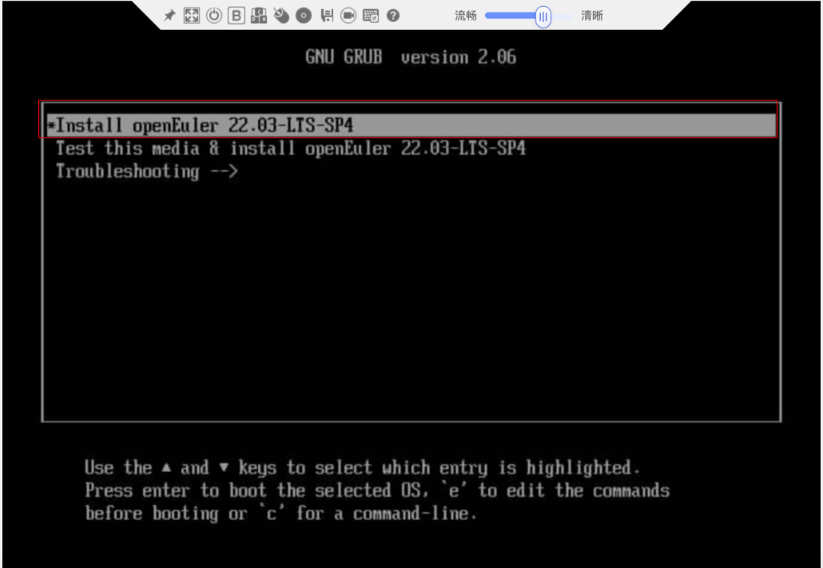 B
流畅
清晰
GNU GRUB version 2.06
*Install openEuler 22.03-LTS-SP4
Test this media & install openEuler 22.03-LTS-SP4
Troubleshooting -->
Use the ▲ and ▼ keys to select which entry is highlighted.
Press enter to boot the selected OS, `e' to edit the commands
before booting or `c' for a command-line.